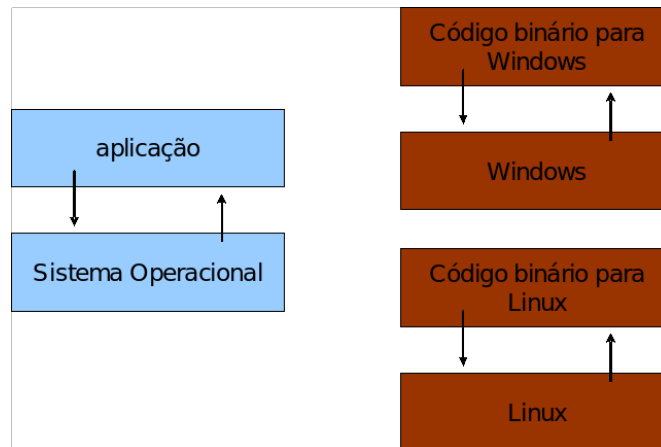 aplicação
Sistema Operacional
Código binário para
Windows
Windows
Código binário para
Linux
Linux